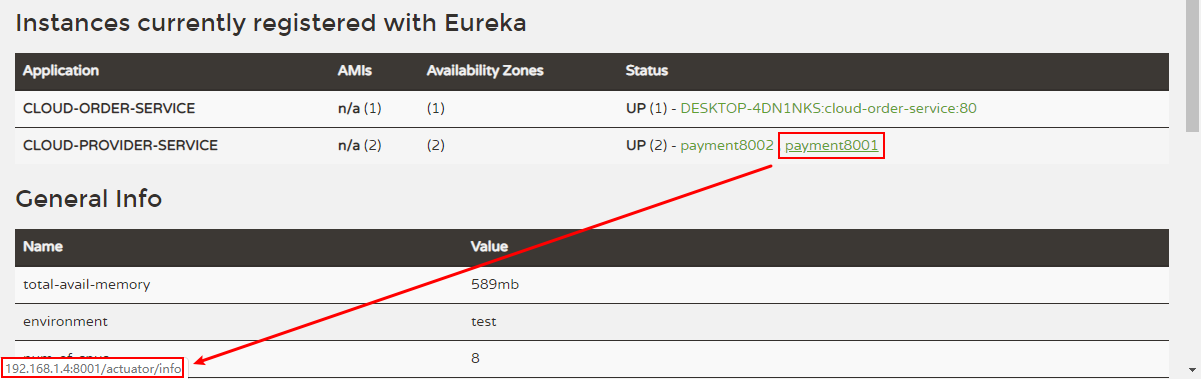 Instances currently registered with Eureka
Application AMIs Availability Zones Status
CLOUD-ORDER-SERVICE n/a (1) (1) UP (1) - DESKTOP-4DN1NKS:cloud-order-service:80
CLOUD-PROVIDER-SERVICE n/a (2) (2) UP (2) - payment8002 payment8001
General Info
Name Value
total-avail-memory 589mb
environment test
8
192.168.1.4:8001/actuator/info